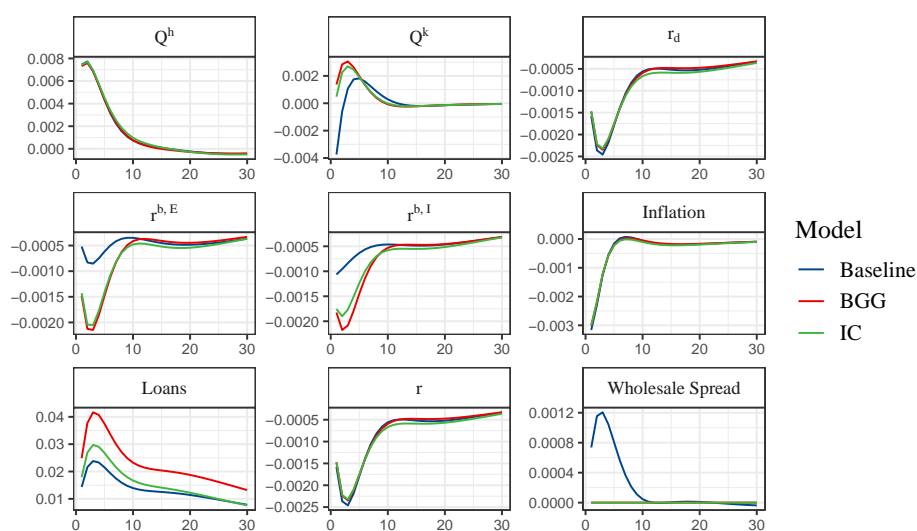 Q^h
Q^k
r_d
0.008
0.006
0.004
0.002
0.000
0 10 20 30
0.002
0.000
−0.002
−0.004
0 10 20 30
−0.0005
−0.0010
−0.0015
−0.0020
−0.0025
0 10 20 30
r^{b, E}
r^{b, I}
Inflation
−0.0005
−0.0010
−0.0015
−0.0020
0 10 20 30
−0.0005
−0.0010
−0.0015
−0.0020
0 10 20 30
0.000
−0.001
−0.002
−0.003
0 10 20 30
Loans
r
Wholesale Spread
0.04
0.03
0.02
0.01
0 10 20 30
−0.0005
−0.0010
−0.0015
−0.0020
−0.0025
0 10 20 30
0.0012
0.0008
0.0004
0.0000
0 10 20 30
Model
Baseline
BGG
IC